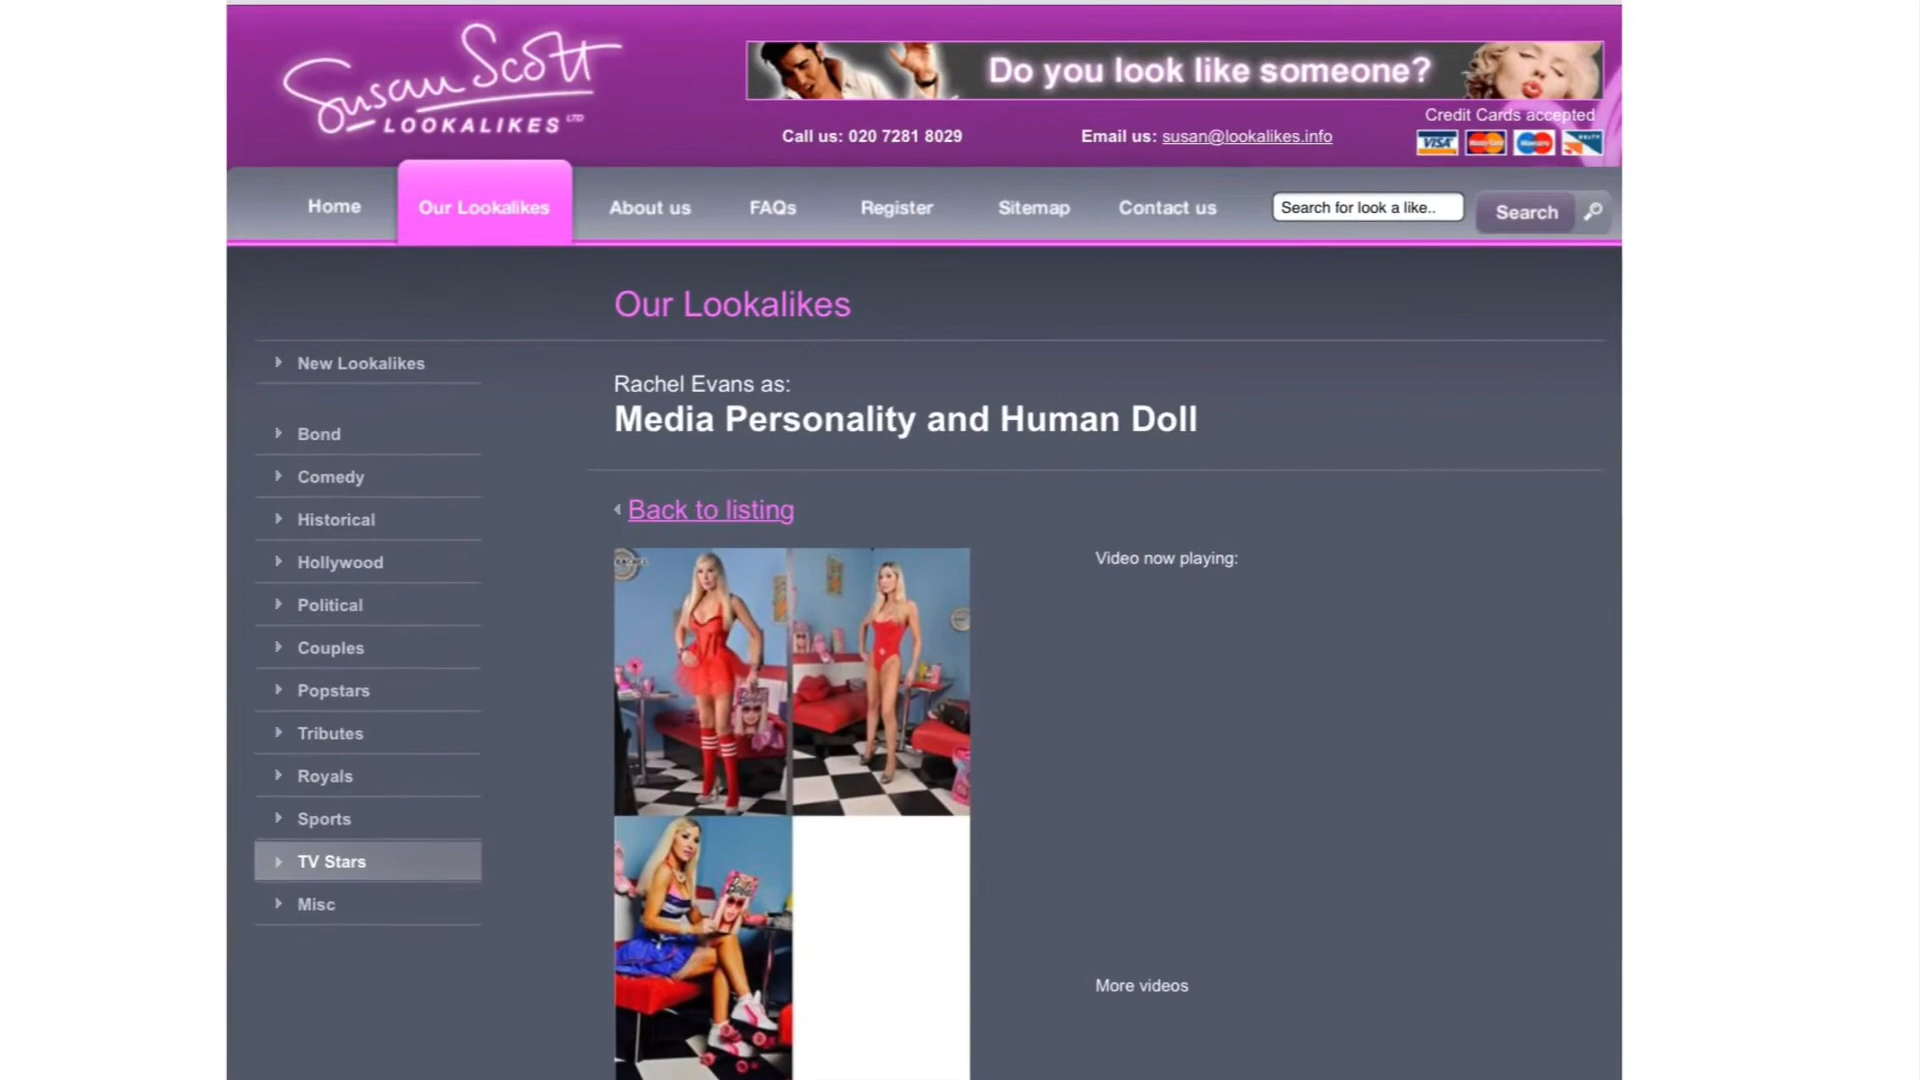 Susan Scott
LOOKALIKES LTD
Do you look like someone?
Credit Cards accepted
Call us: 020 7281 8029
Email us: susan@lookalikes.info
VISA
Home
Our Lookalikes
About us
FAQs
Register
Sitemap
Contact us
Search for look a like..
Search
Our Lookalikes
New Lookalikes
Rachel Evans as:
Media Personality and Human Doll
Bond
Comedy
Historical
Hollywood
Political
Couples
Popstars
Tributes
Royals
Sports
TV Stars
Misc
Back to listing
Video now playing:
More videos